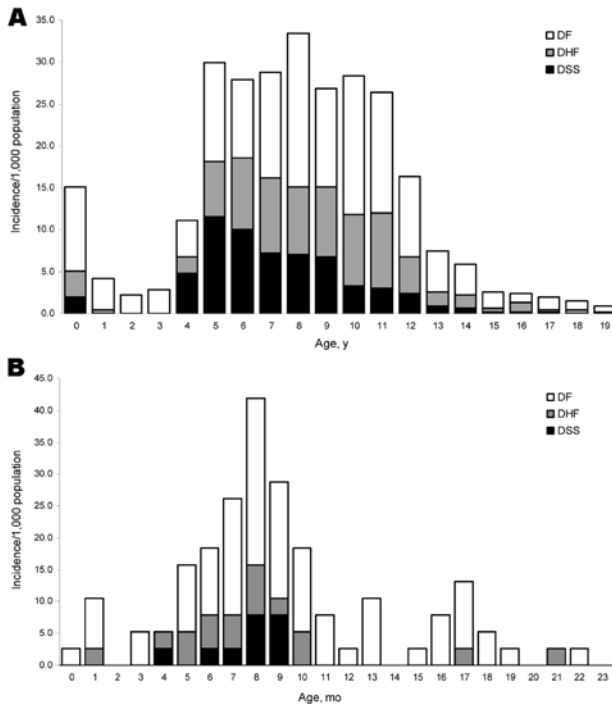 A
35.0
30.0
25.0
20.0
15.0
10.0
5.0
0.0
Incidence/1,000 population
DF
DHF
DSS
0 1 2 3 4 5 6 7 8 9 10 11 12 13 14 15 16 17 18 19
Age, y
B
45.0
40.0
35.0
30.0
25.0
20.0
15.0
10.0
5.0
0.0
Incidence/1,000 population
DF
DHF
DSS
0 1 2 3 4 5 6 7 8 9 10 11 12 13 14 15 16 17 18 19 20 21 22 23
Age, mo